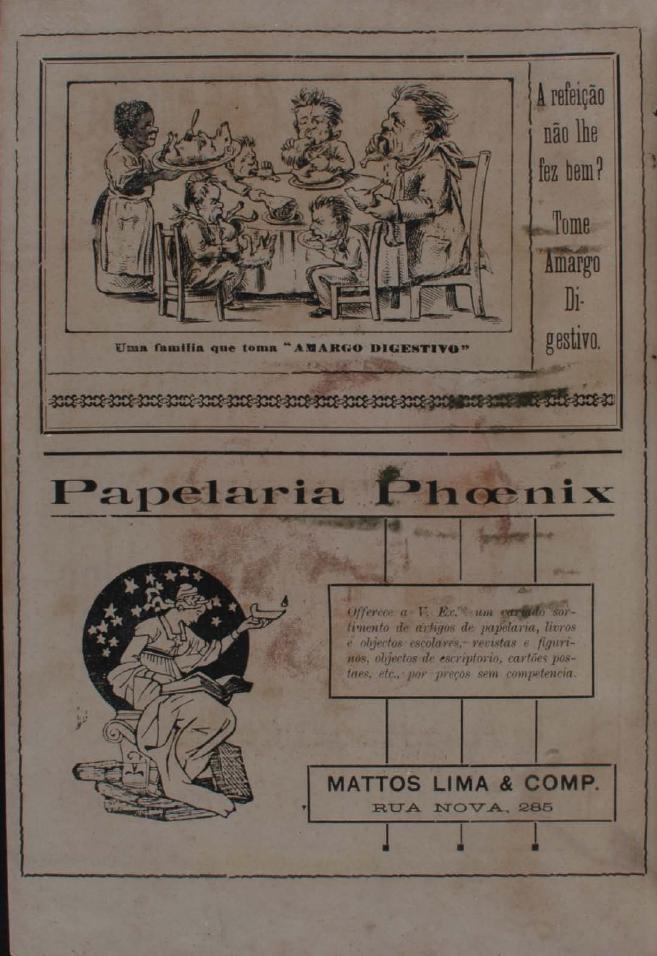 A refeição
não lhe
fez bem?
Tome
Amargo
Di-
gestivo.
Uma familia que toma "AMARGO DIGESTIVO"
Papelaria Phœnix
Offerece a V. Ex.ª um variado sor-
timento de artigos de papelaria, livros
e objectos escolares, revistas e figuri-
nos, objectos de escriptorio, cartões pos-
taes, etc., por preços sem competencia.
MATTOS LIMA & COMP.
RUA NOVA, 285